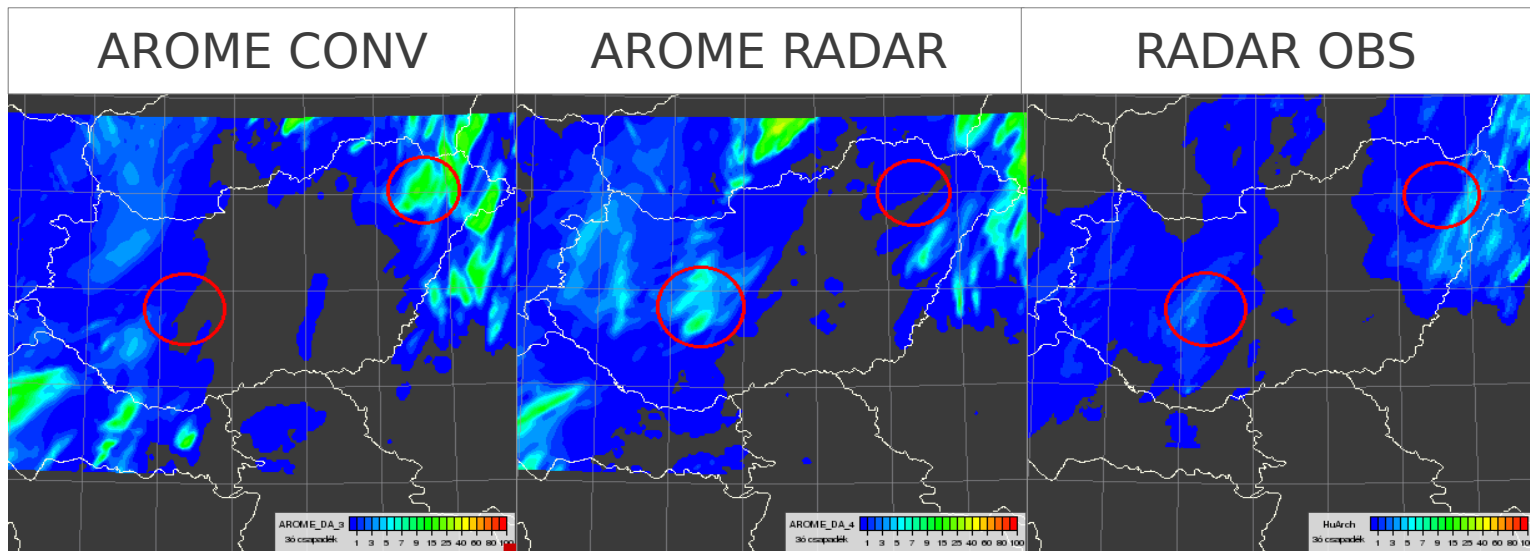 AROME CONV
AROME RADAR
RADAR OBS
AROME_DA_3
3ó csapadék
1 3 5 7 9 15 25 40 60 80 100
AROME_DA_4
3ó csapadék
1 3 5 7 9 15 25 40 60 80 100
HuArch
3ó csapadék
1 3 5 7 9 15 25 40 60 80 10